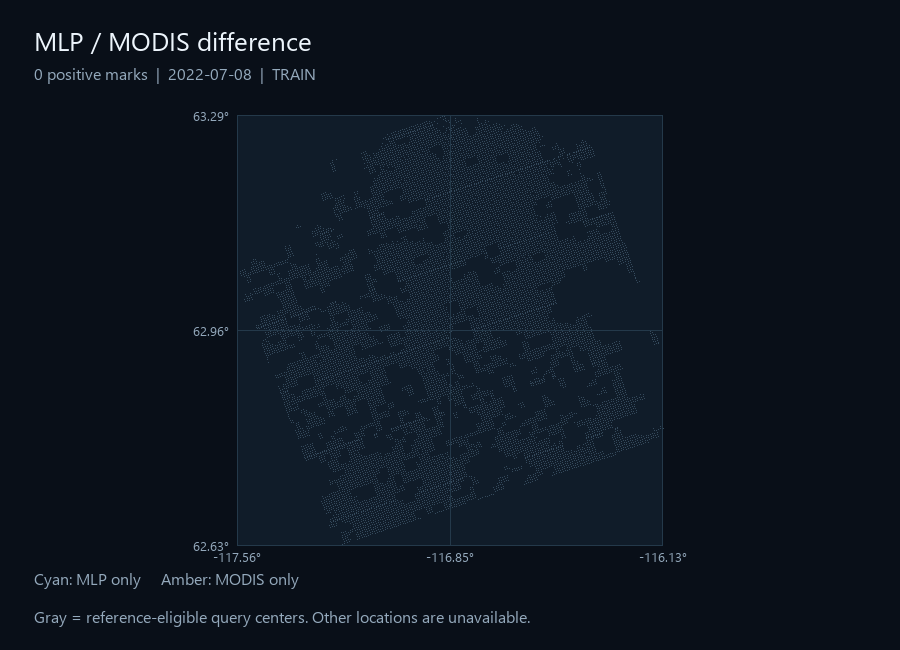 MLP / MODIS difference
0 positive marks | 2022-07-08 | TRAIN
63.29°
62.96°
62.63°
-117.56° -116.85° -116.13°
Cyan: MLP only Amber: MODIS only
Gray = reference-eligible query centers. Other locations are unavailable.